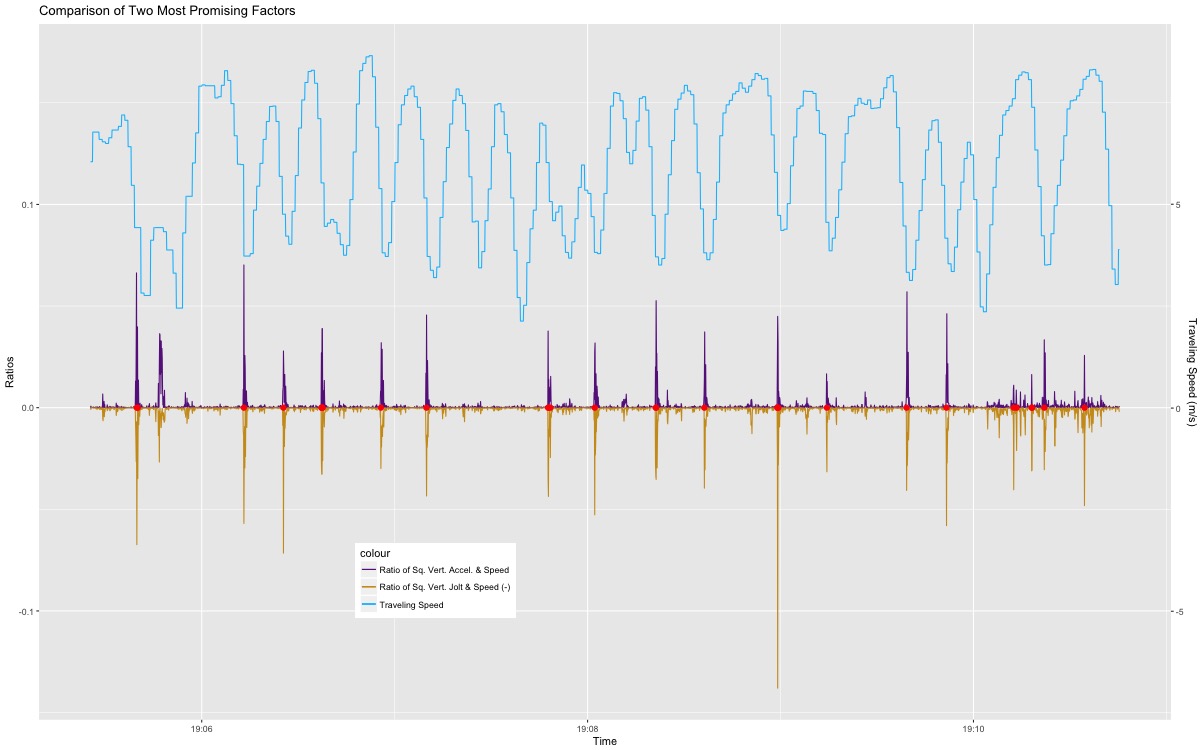 Comparison of Two Most Promising Factors
Ratios
0.1
0.0
-0.1
5
0
-5
Traveling Speed (m/s)
colour
Ratio of Sq. Vert. Accel. & Speed
Ratio of Sq. Vert. Jolt & Speed (-)
Traveling Speed
19:06
19:08
19:10
Time